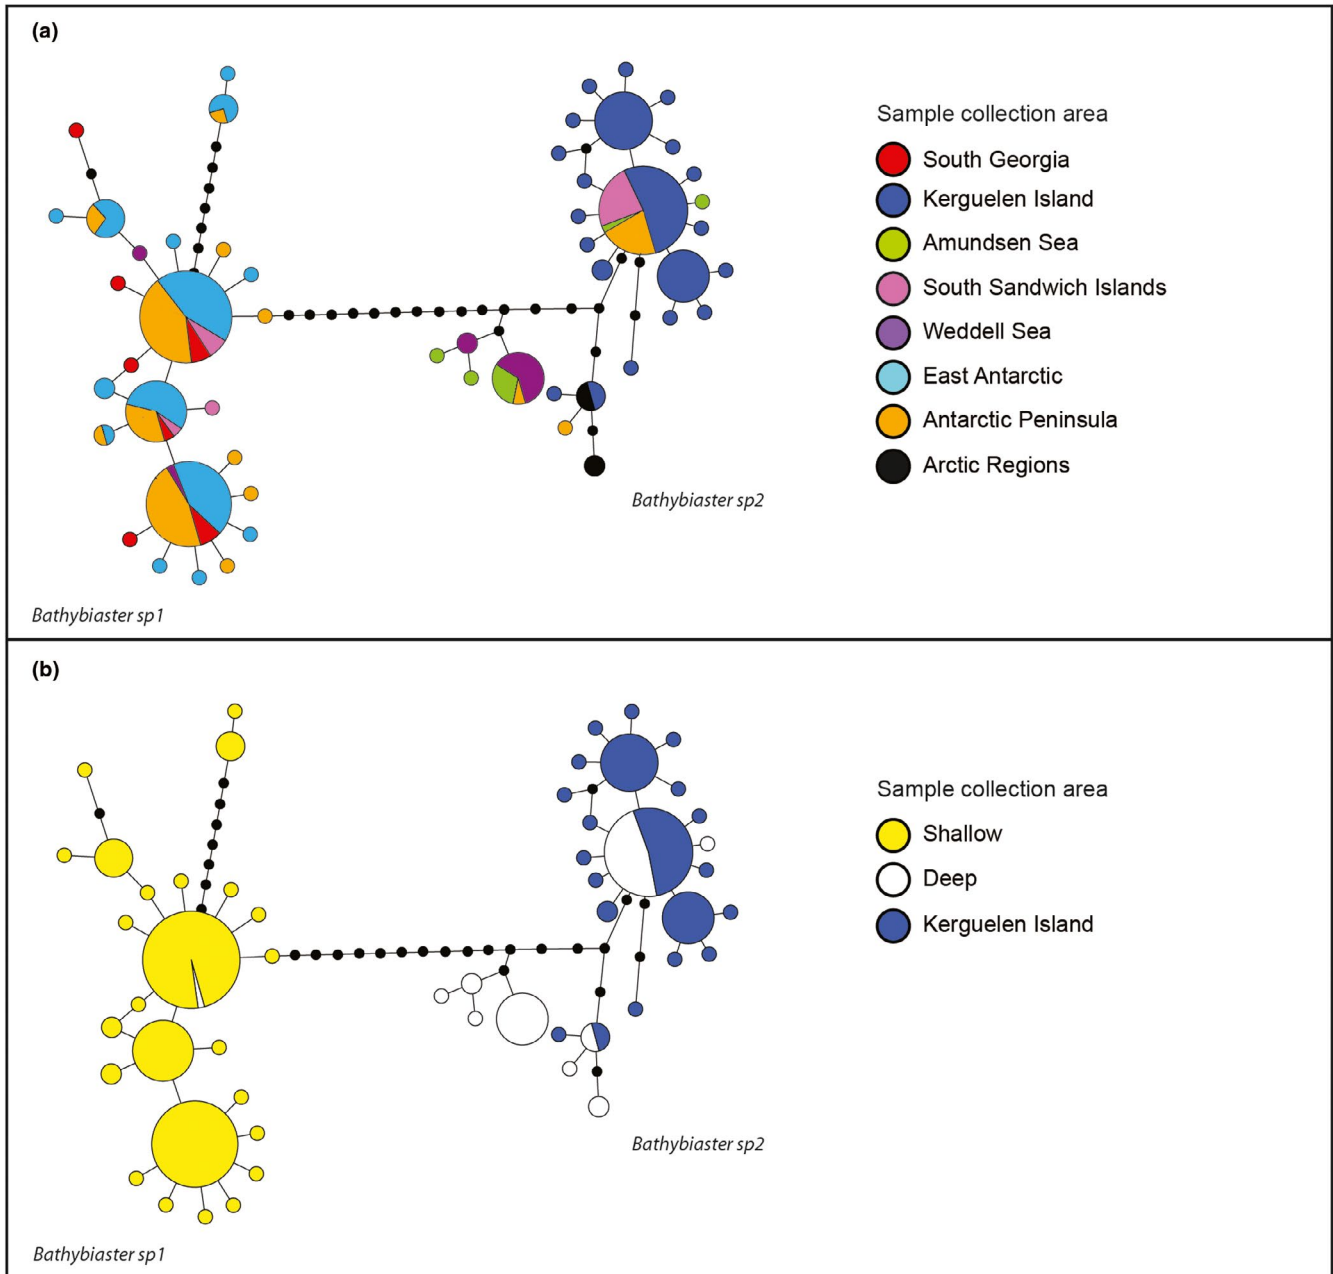 (a)
Sample collection area
South Georgia
Kerguelen Island
Amundsen Sea
South Sandwich Islands
Weddell Sea
East Antarctic
Antarctic Peninsula
Arctic Regions
Bathybiaster sp2
Bathybiaster sp1
(b)
Sample collection area
Shallow
Deep
Kerguelen Island
Bathybiaster sp2
Bathybiaster sp1